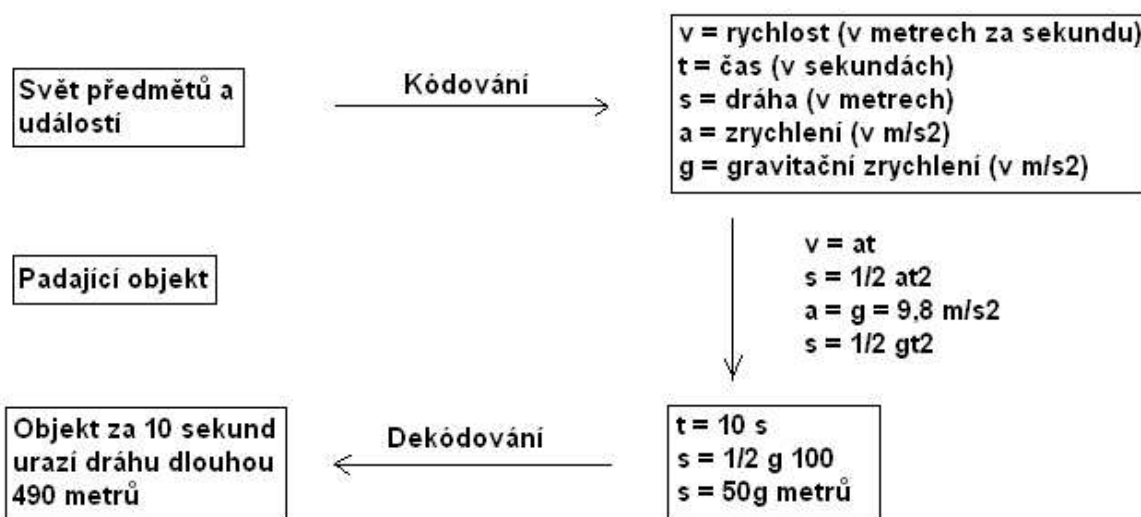 Svět předmětů a
událostí
Kódování
v = rychlost (v metrech za sekundu)
t = čas (v sekundách)
s = dráha (v metrech)
a = zrychlení (v m/s2)
g = gravitační zrychlení (v m/s2)
Padající objekt
v = at
s = 1/2 at2
a = g = 9,8 m/s2
s = 1/2 gt2
t = 10 s
s = 1/2 g 100
s = 50g metrů
Dekódování
Objekt za 10 sekund
urazí dráhu dlouhou
490 metrů